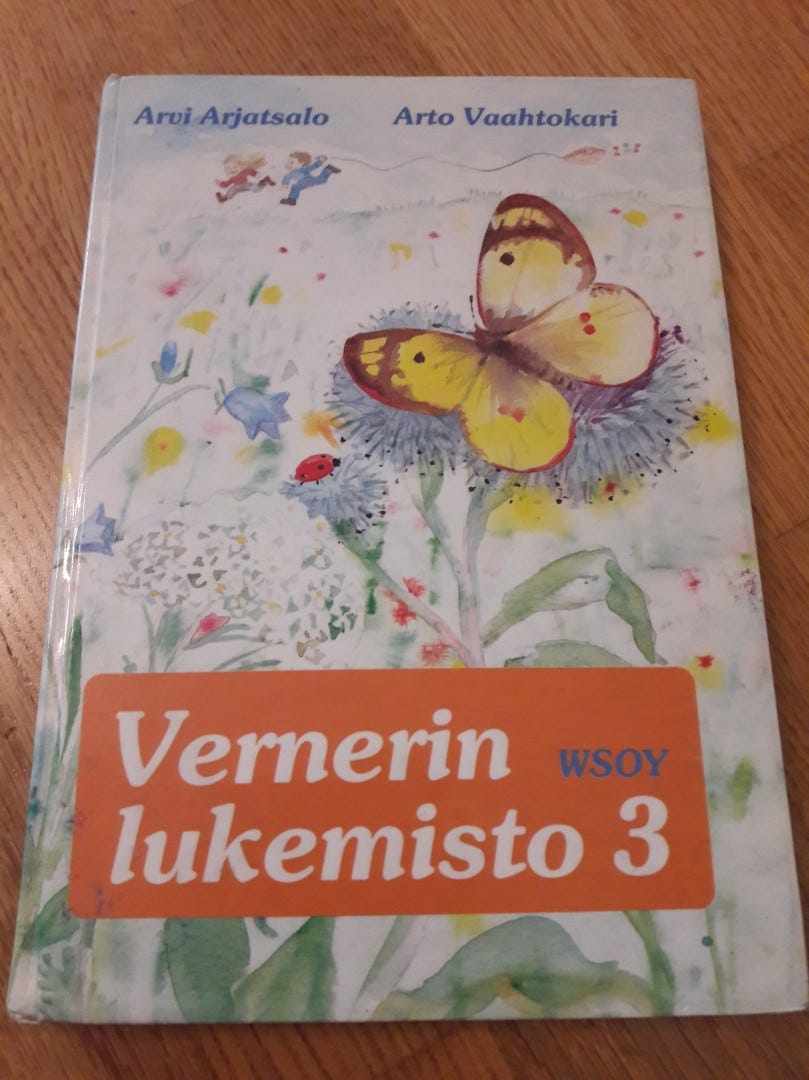 Arvi Arjatsalo Arto Vaahtokari
Vernerin WSOY
lukemisto 3